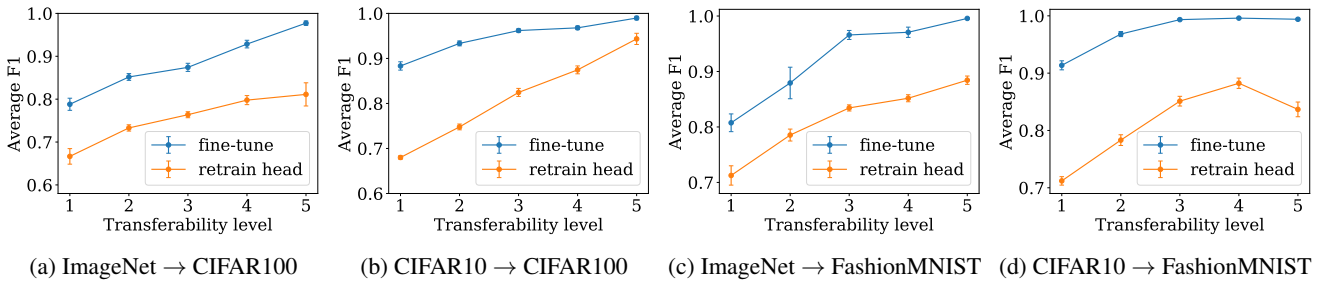 1.0
0.9
0.8
0.7
0.6
Average F1
fine-tune
retrain head
1 2 3 4 5
Transferability level
(a) ImageNet → CIFAR100
1.0
0.9
0.8
0.7
0.6
Average F1
fine-tune
retrain head
1 2 3 4 5
Transferability level
(b) CIFAR10 → CIFAR100
1.0
0.9
0.8
0.7
Average F1
fine-tune
retrain head
1 2 3 4 5
Transferability level
(c) ImageNet → FashionMNIST
1.0
0.9
0.8
0.7
Average F1
fine-tune
retrain head
1 2 3 4 5
Transferability level
(d) CIFAR10 → FashionMNIST